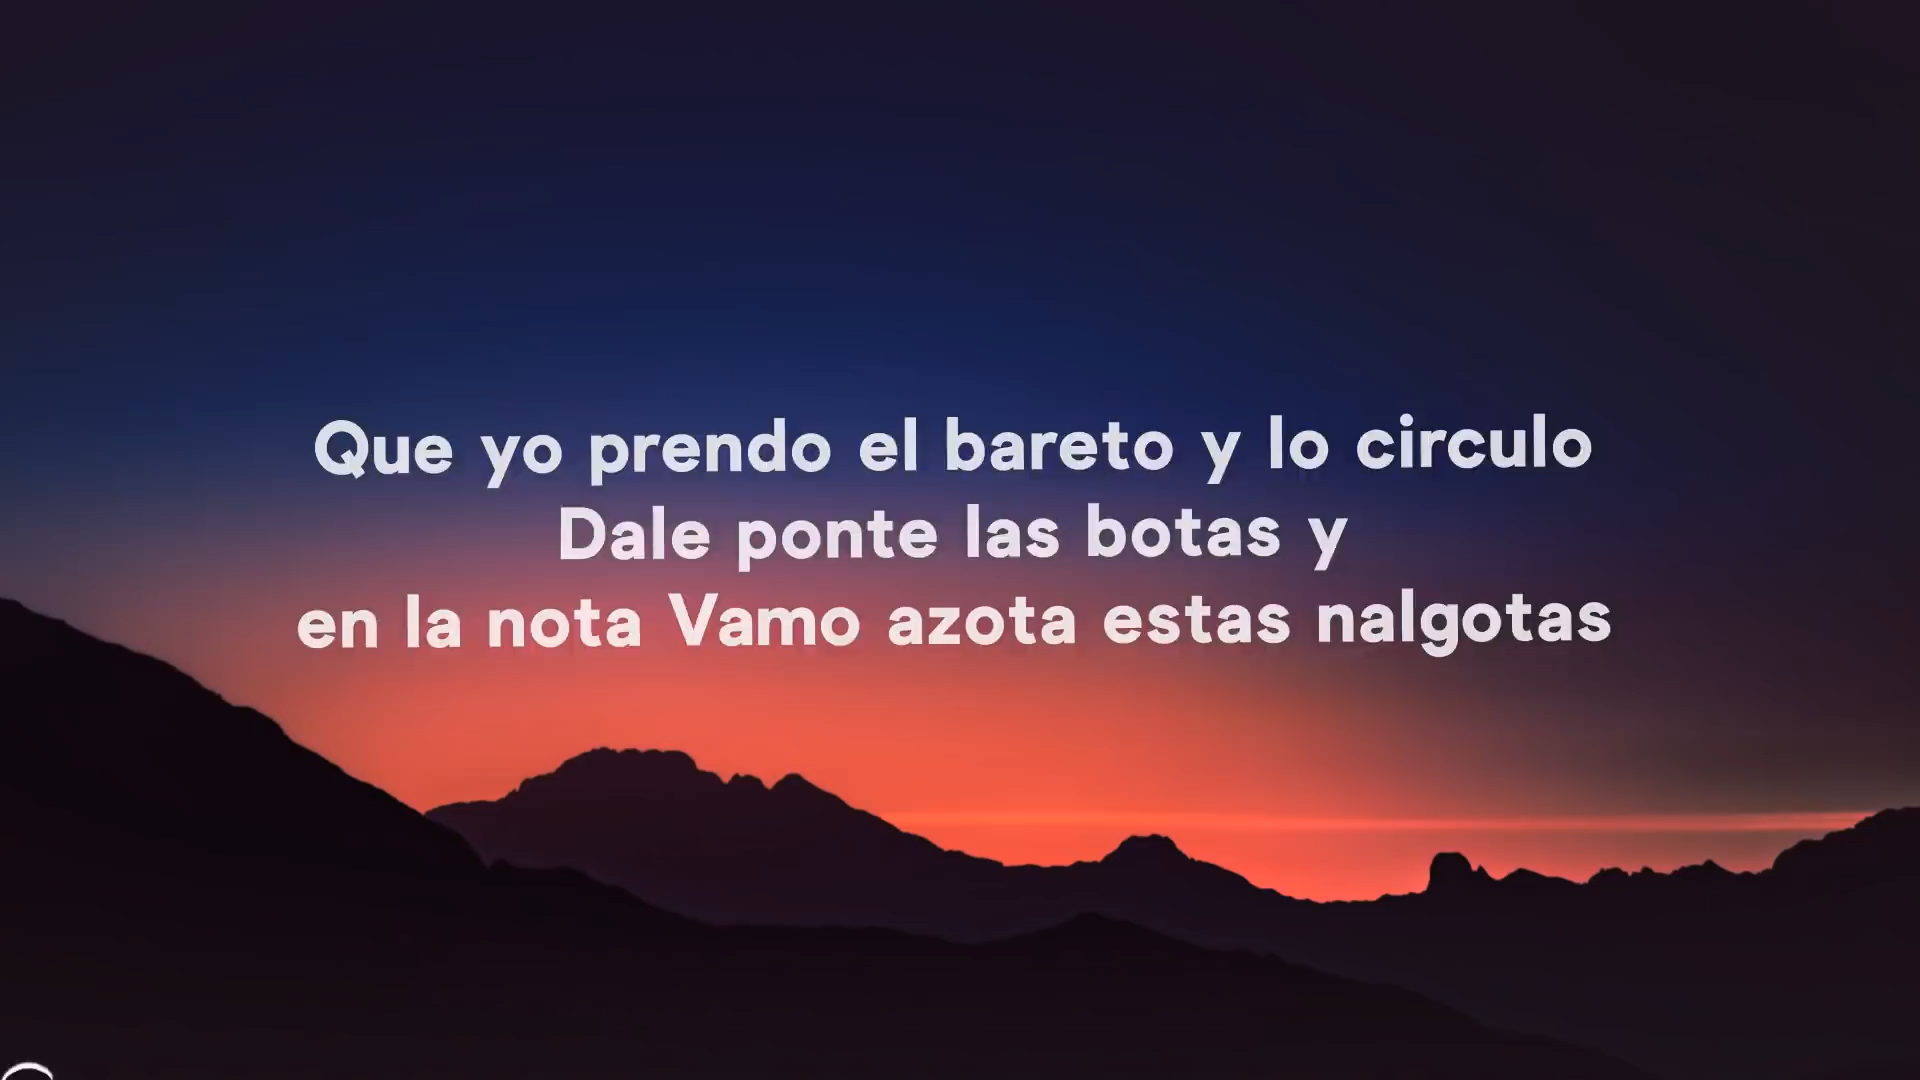 Que yo prendo el bareto y lo circulo
Dale ponte las botas y
en la nota Vamo azota estas nalgotas